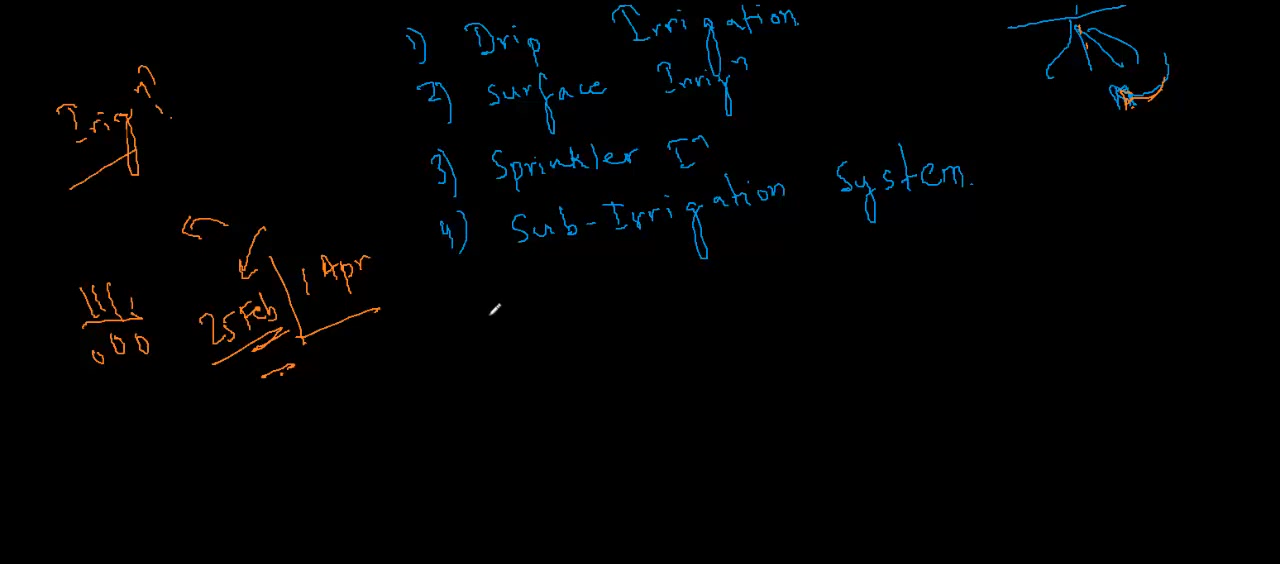 1) Drip Irrigation
2) Surface Irrigⁿ
3) Sprinkler Iⁿ
4) Sub-Irrigation System.
Irrigⁿ.
25 Feb
1 Apr